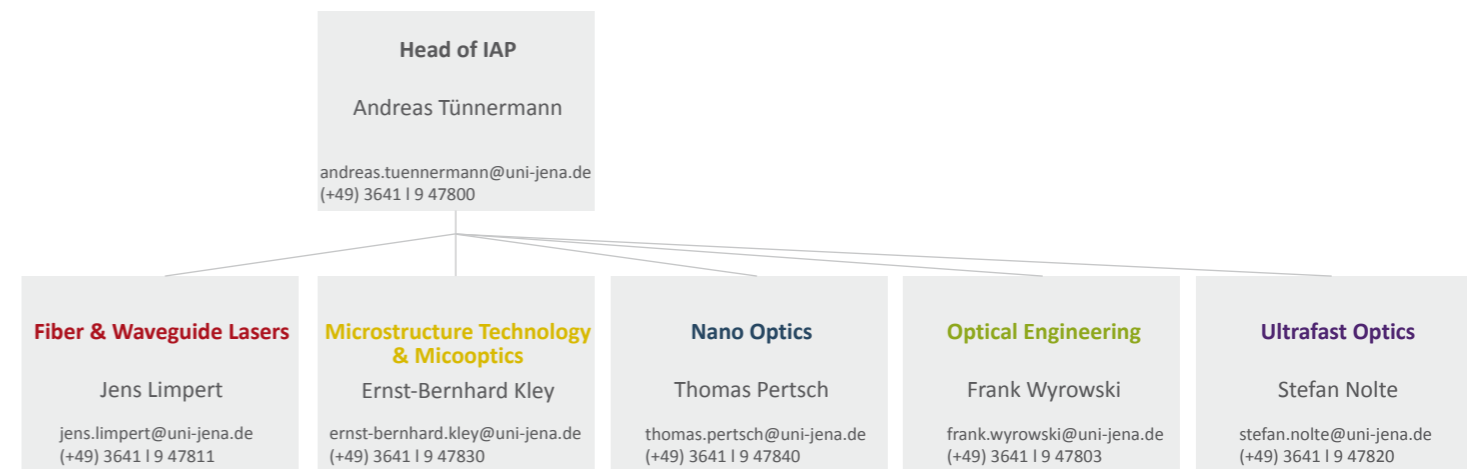 Head of IAP
Andreas Tünnermann
andreas.tuennermann@uni-jena.de
(+49) 3641 l 9 47800
Fiber & Waveguide Lasers
Jens Limpert
jens.limpert@uni-jena.de
(+49) 3641 l 9 47811
Microstructure Technology
& Micooptics
Ernst-Bernhard Kley
ernst-bernhard.kley@uni-jena.de
(+49) 3641 l 9 47830
Nano Optics
Thomas Pertsch
thomas.pertsch@uni-jena.de
(+49) 3641 l 9 47840
Optical Engineering
Frank Wyrowski
frank.wyrowski@uni-jena.de
(+49) 3641 l 9 47803
Ultrafast Optics
Stefan Nolte
stefan.nolte@uni-jena.de
(+49) 3641 l 9 47820